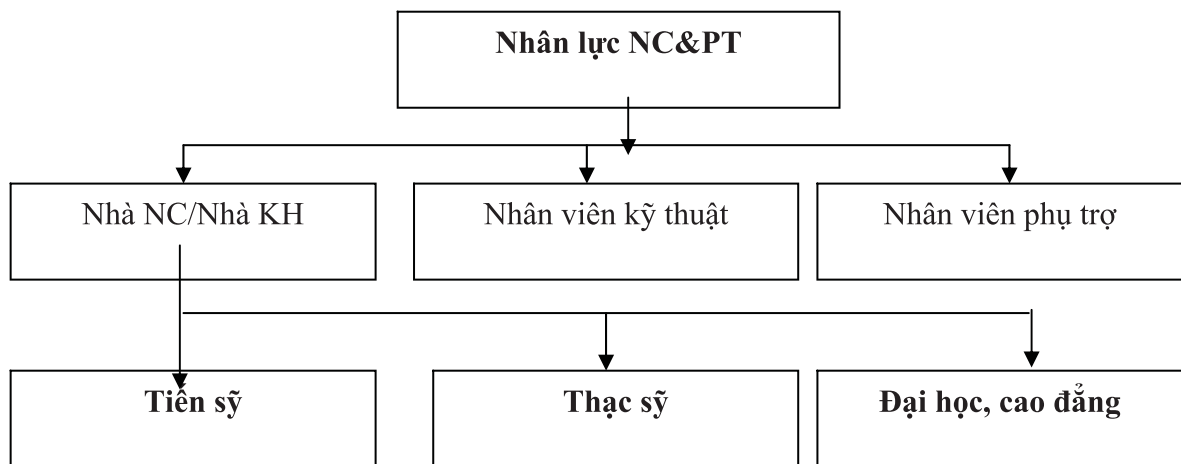 Nhân lực NC&PT
Nhà NC/Nhà KH
Nhân viên kỹ thuật
Nhân viên phụ trợ
Tiến sỹ
Thạc sỹ
Đại học, cao đẳng